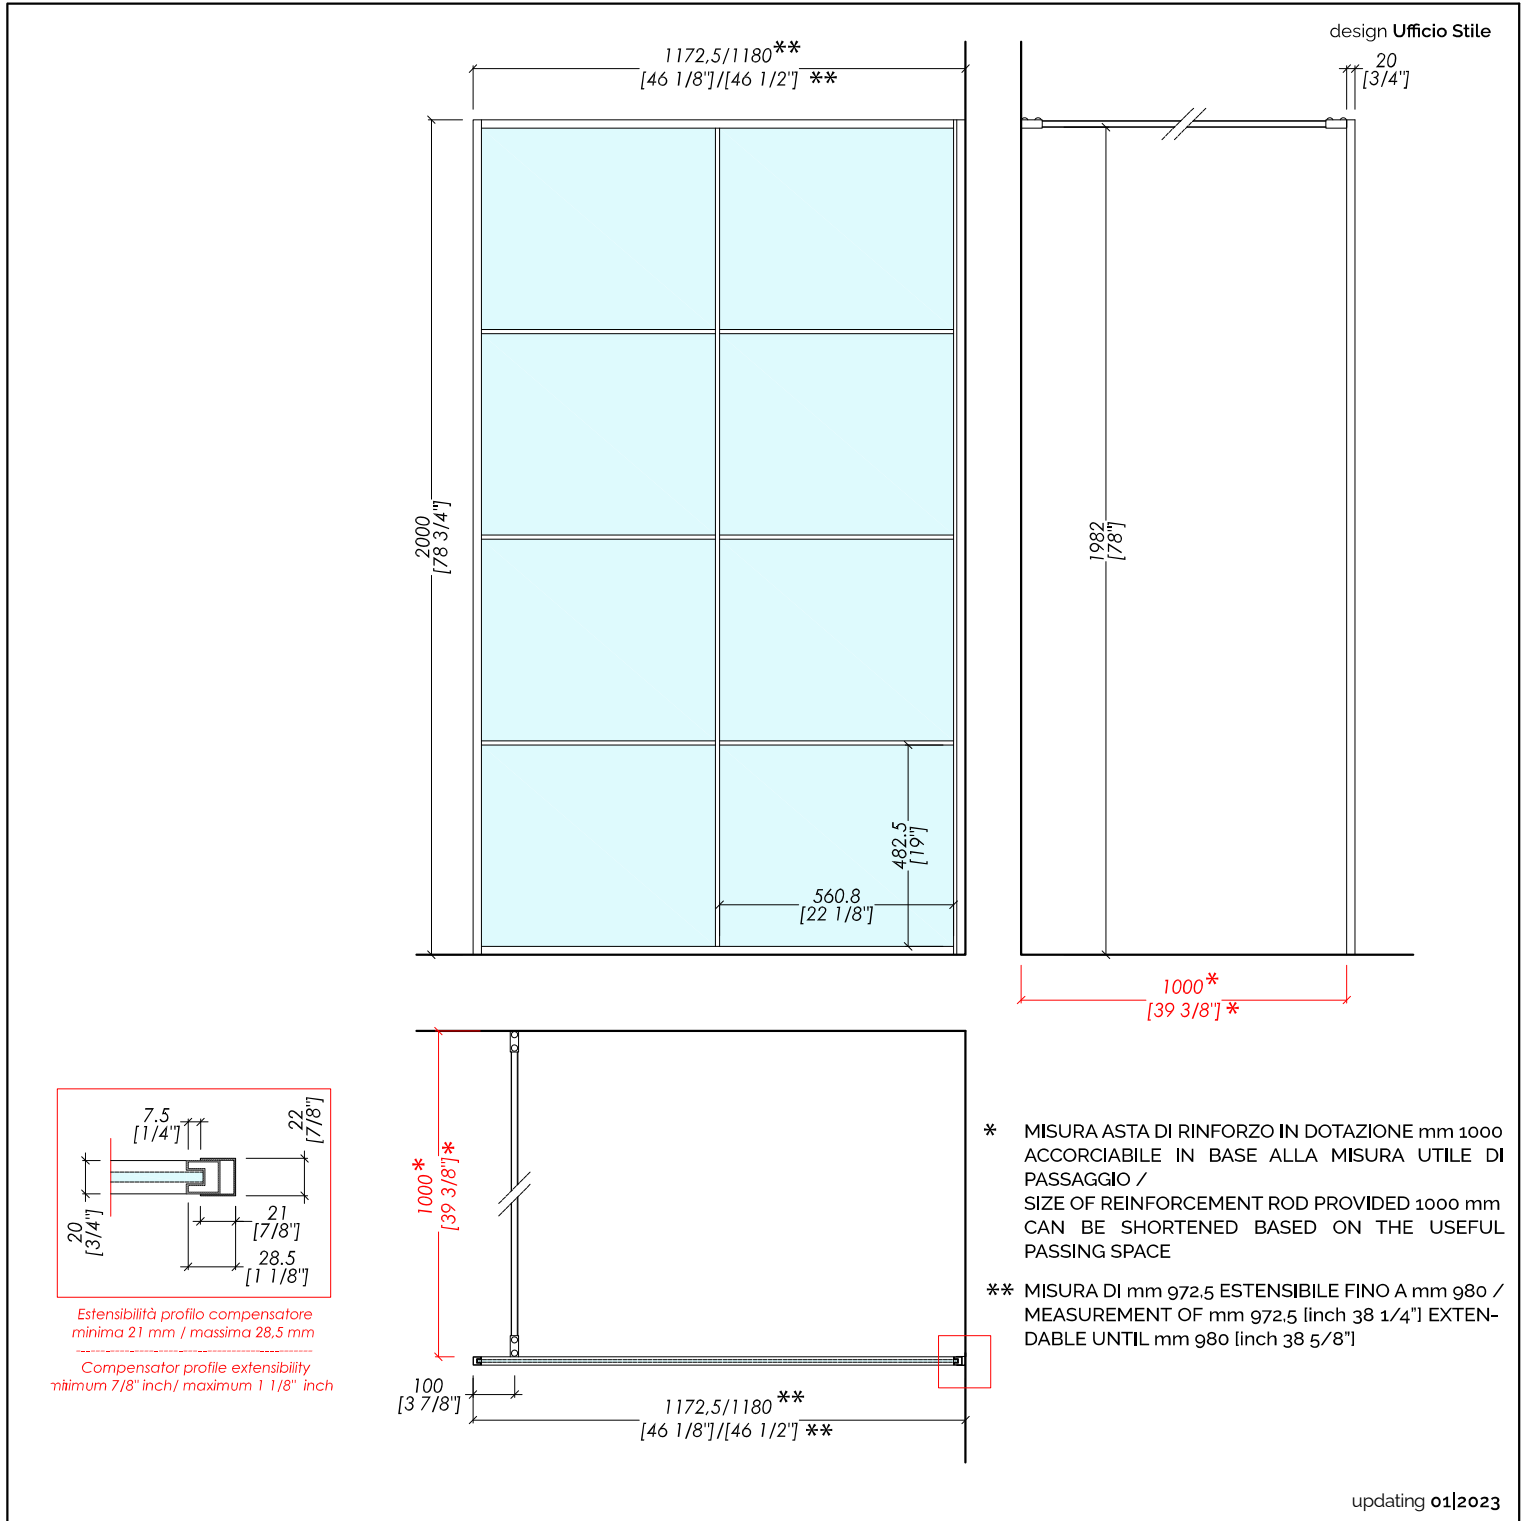 design Ufficio Stile
1172,5/1180**
[46 1/8"]/[46 1/2"] **
20
[3/4"]
2000
[78 3/4"]
1982
[78"]
482.5
[19"]
560.8
[22 1/8"]
1000*
[39 3/8"]*
1000*
[39 3/8"]*
7.5
[1/4"]
22
[7/8"]
20
[3/4"]
21
[7/8"]
28.5
[1 1/8"]
Estensibilità profilo compensatore
minima 21 mm / massima 28,5 mm
Compensator profile extensibility
minimum 7/8" inch/ maximum 1 1/8" inch
* MISURA ASTA DI RINFORZO IN DOTAZIONE mm 1000
ACCORCIABILE IN BASE ALLA MISURA UTILE DI
PASSAGGIO /
SIZE OF REINFORCEMENT ROD PROVIDED 1000 mm
CAN BE SHORTENED BASED ON THE USEFUL
PASSING SPACE
** MISURA DI mm 972,5 ESTENSIBILE FINO A mm 980 /
MEASUREMENT OF mm 972,5 [inch 38 1/4”] EXTEN-
DABLE UNTIL mm 980 [inch 38 5/8”]
100
[3 7/8"]
1172,5/1180 **
[46 1/8"]/[46 1/2"] **
updating 01|2023